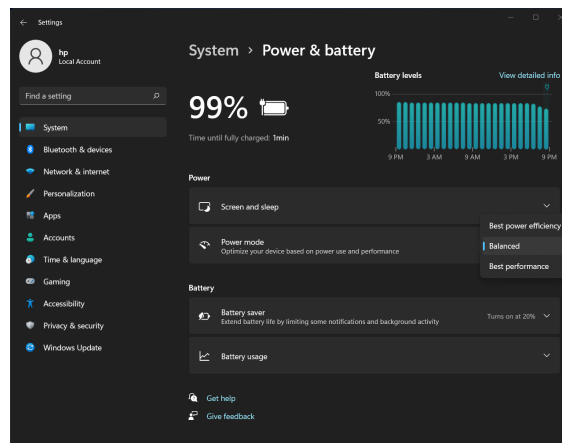 Settings
hp
Local Account
Find a setting
System
Bluetooth & devices
Network & internet
Personalization
Apps
Accounts
Time & language
Gaming
Accessibility
Privacy & security
Windows Update
System > Power & battery
99%
Time until fully charged: 1min
Battery levels
View detailed info
100%
50%
9 PM 3 AM 9 AM 3 PM 9 PM
Power
Screen and sleep
Power mode
Optimize your device based on power use and performance
Best power efficiency
Balanced
Best performance
Battery
Battery saver
Extend battery life by limiting some notifications and background activity
Turns on at 20%
Battery usage
Get help
Give feedback